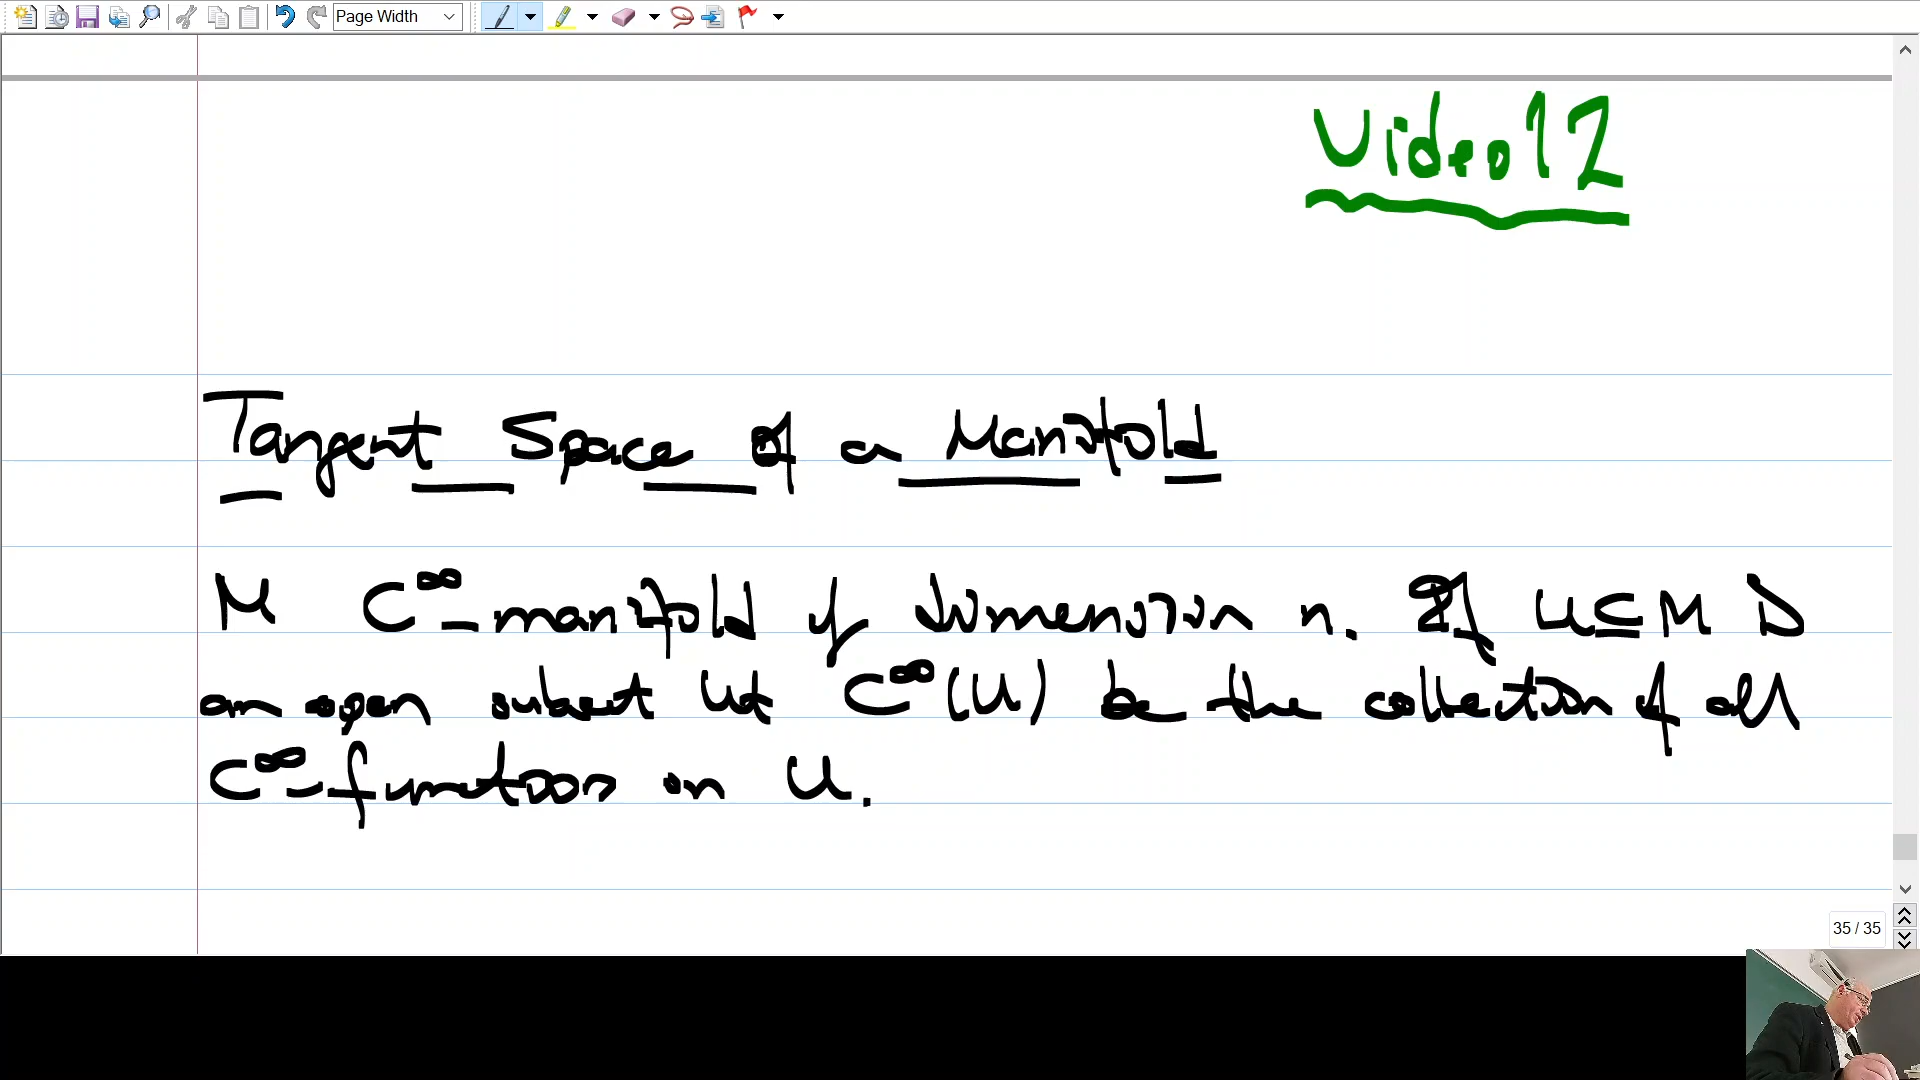 Page Width
Video 12
Tangent Space of a Manifold
M C^∞-manifold of dimension n. If U ⊆ M is
an open subset let C^∞(U) be the collection of all
C^∞-functions on U.
35 / 35